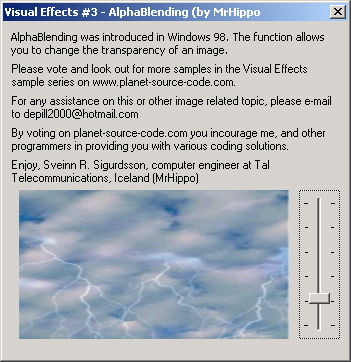 Visual Effects #3 - AlphaBlending (by MrHippo
AlphaBlending was introduced in Windows 98. The function allows
you to change the transparency of an image.
Please vote and look out for more samples in the Visual Effects
sample series on www.planet-source-code.com.
For any assistance on this or other image related topic, please e-mail
to depill2000@hotmail.com
By voting on planet-source-code.com you incourage me, and other
programmers in providing you with various coding solutions.
Enjoy, Sveinn R. Sigurdsson, computer engineer at Tal
Telecommunications, Iceland (MrHippo)